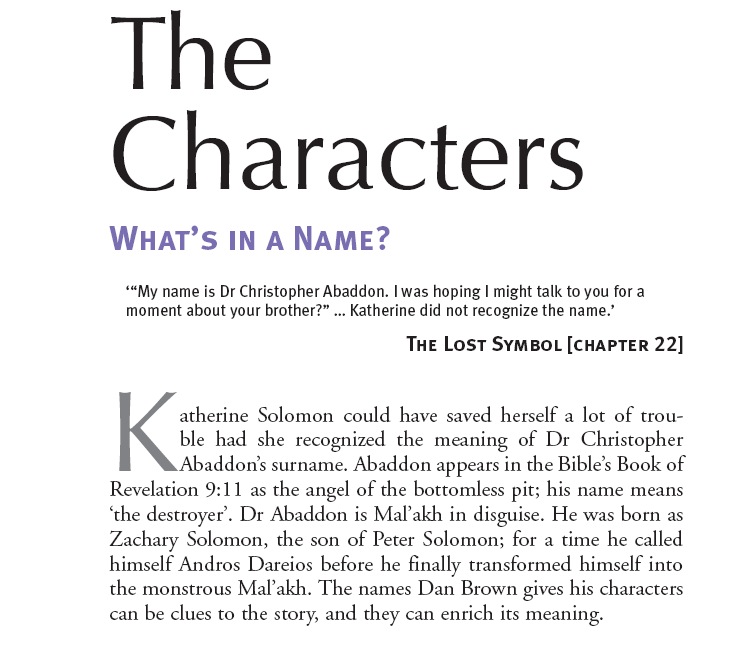 The
Characters
What's in a Name?
‘“My name is Dr Christopher Abaddon. I was hoping I might talk to you for a
moment about your brother?” ... Katherine did not recognize the name.’
The Lost Symbol [chapter 22]
Katherine Solomon could have saved herself a lot of trou-
ble had she recognized the meaning of Dr Christopher
Abaddon’s surname. Abaddon appears in the Bible’s Book of
Revelation 9:11 as the angel of the bottomless pit; his name means
‘the destroyer’. Dr Abaddon is Mal’akh in disguise. He was born as
Zachary Solomon, the son of Peter Solomon; for a time he called
himself Andros Dareios before he finally transformed himself into
the monstrous Mal’akh. The names Dan Brown gives his characters
can be clues to the story, and they can enrich its meaning.